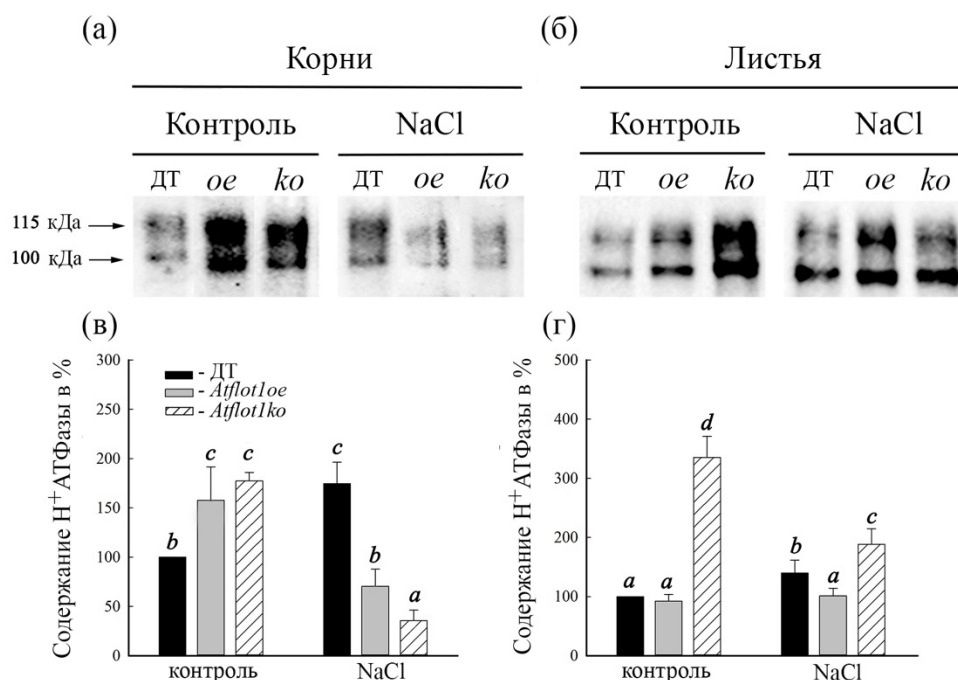 (а)
(б)
Корни
Листья
Контроль
NaCl
Контроль
NaCl
ДТ oe ko
ДТ oe ko
ДТ oe ko
ДТ oe ko
115 кДа
100 кДа
(в)
Содержание H+АТФазы в %
300
250
200
150
100
50
0
- ДТ
- Atflot1oe
- Atflot1ko
b
c
c
c
b
a
контроль
NaCl
(г)
Содержание H+АТФазы в %
500
400
300
200
100
0
a
a
d
b
a
c
контроль
NaCl